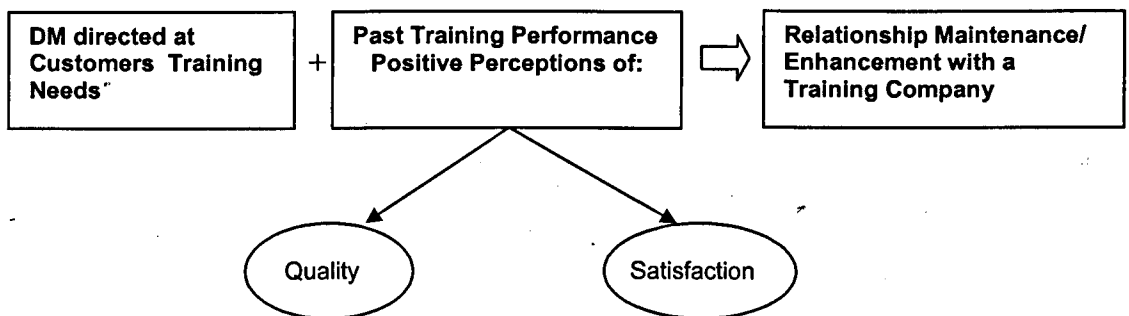 DM directed at
Customers Training
Needs
+
Past Training Performance
Positive Perceptions of:
Relationship Maintenance/
Enhancement with a
Training Company
Quality
Satisfaction